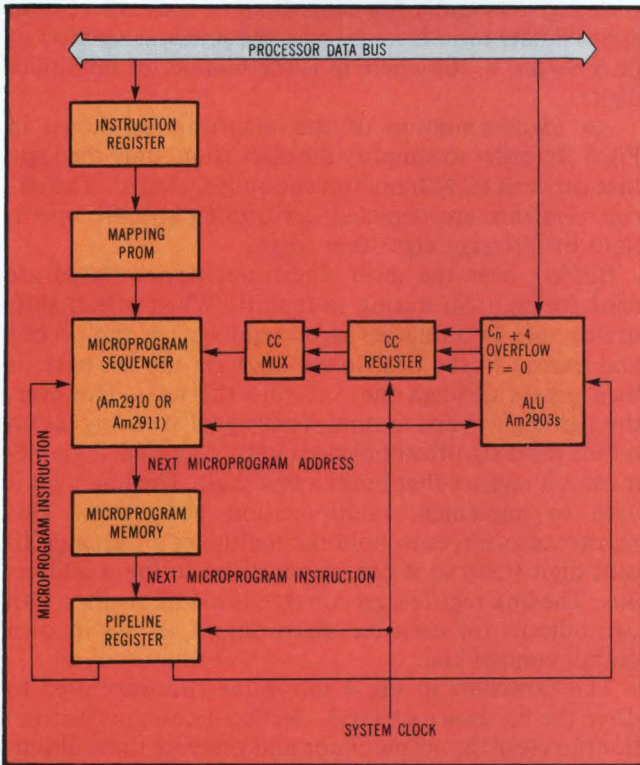 PROCESSOR DATA BUS
INSTRUCTION
REGISTER
MAPPING
PROM
MICROPROGRAM
SEQUENCER
(Am2910 OR
Am2911)
CC
MUX
CC
REGISTER
Cn + 4
OVERFLOW
F = 0
ALU
Am2903s
NEXT MICROPROGRAM ADDRESS
MICROPROGRAM INSTRUCTION
MICROPROGRAM
MEMORY
NEXT MICROPROGRAM INSTRUCTION
PIPELINE
REGISTER
SYSTEM CLOCK